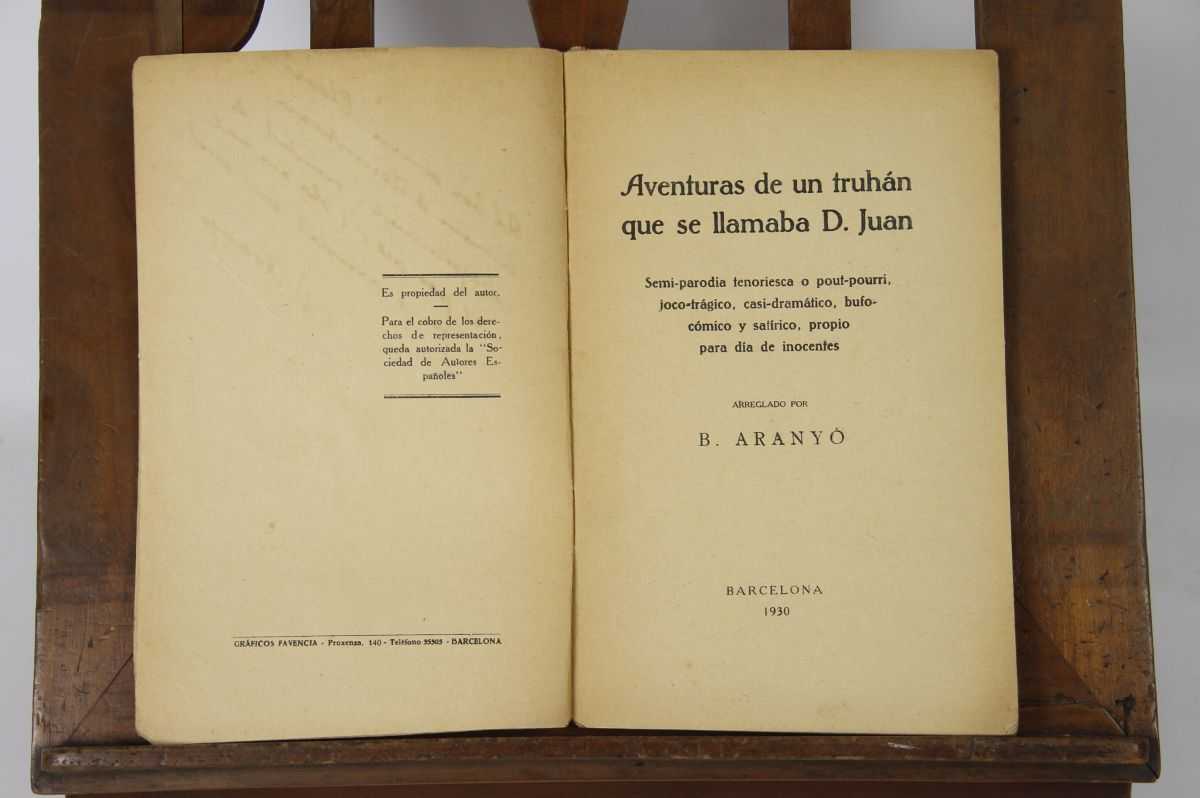 Es propiedad del autor.
Para el cobro de los dere-
chos de representación,
queda autorizada la "So-
ciedad de Autores Es-
pañoles"
GRÁFICOS FAVENCIA - Proxensa, 140 - Teléfono 35303 - BARCELONA
Aventuras de un truhán
que se llamaba D. Juan
Semi-parodia tenoriesca o pout-pourri,
joco-trágico, casi-dramático, bufo-
cómico y satírico, propio
para día de inocentes
ARREGLADO POR
B. ARANYÓ
BARCELONA
1930